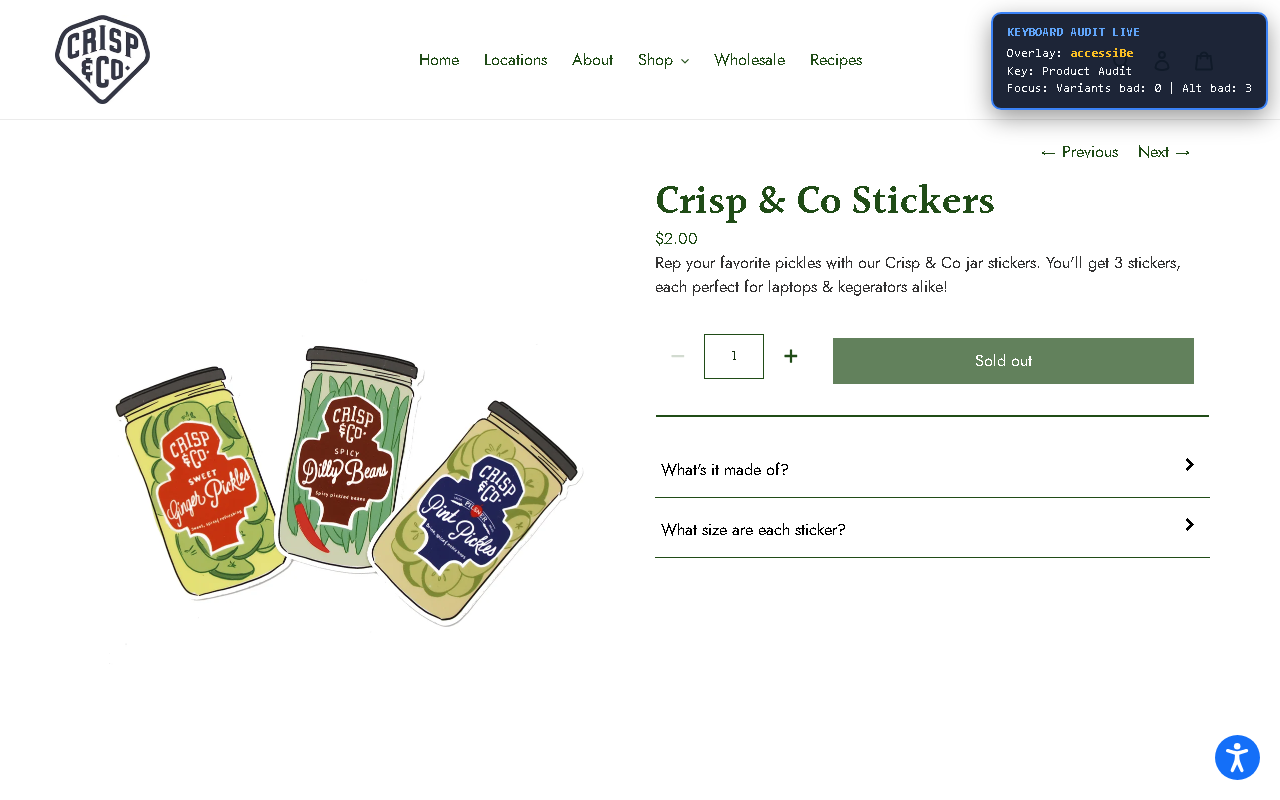 CRISP
&CO.
Home Locations About Shop Wholesale Recipes
KEYBOARD AUDIT LIVE
Overlay: accessiBe
Key: Product Audit
Focus: Variants bad: 0 | Alt bad: 3
← Previous Next →
Crisp & Co Stickers
$2.00
Rep your favorite pickles with our Crisp & Co jar stickers. You'll get 3 stickers,
each perfect for laptops & kegerators alike!
− 1 + Sold out
What's it made of?
What size are each sticker?
CRISP
&CO.
SWEET
Ginger Pickles
CRISP
&CO.
SPICY
Dilly Beans
Spicy pickled beans
CRISP
&CO.
PILSNER
Pint Pickles